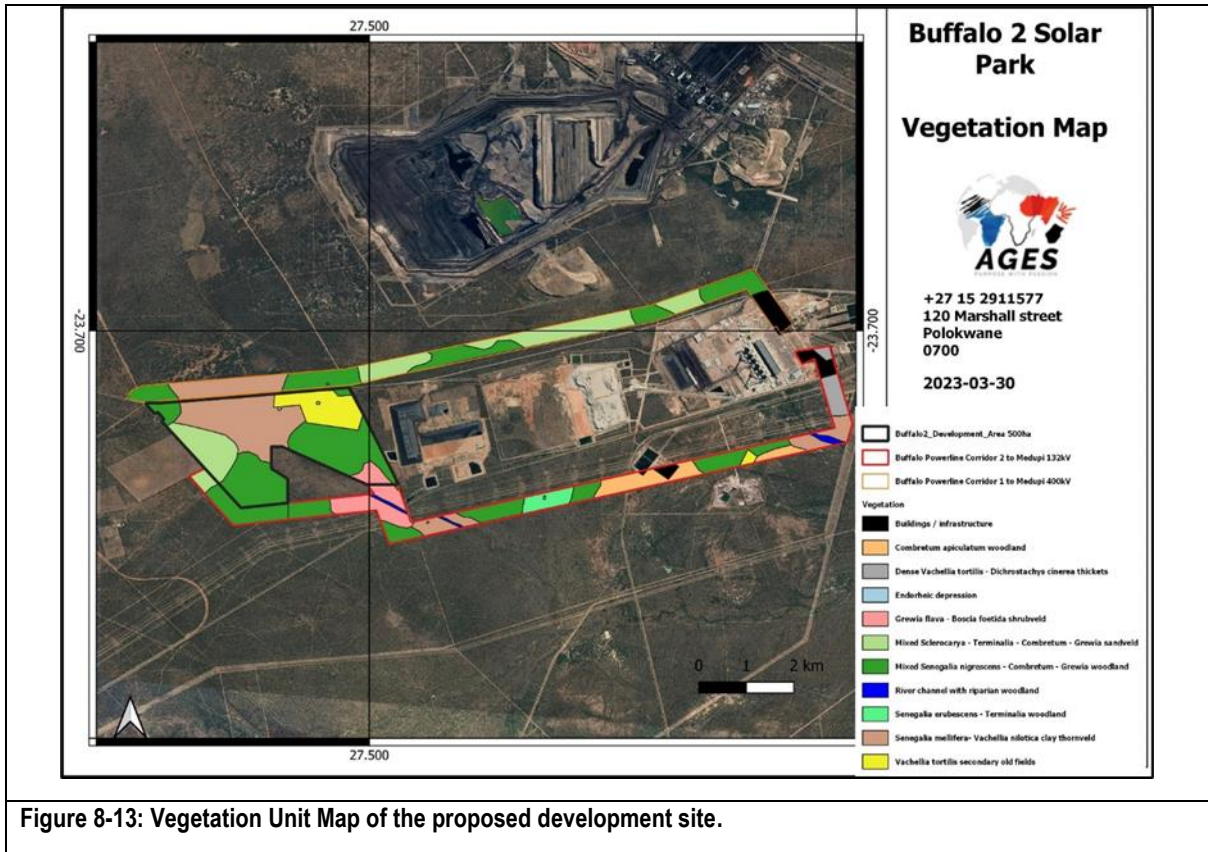 27.500
Buffalo 2 Solar
Park
Vegetation Map
AGES
PURPOSE WITH PASSION
+27 15 2911577
120 Marshall street
Polokwane
0700
2023-03-30
-23.700
-23.700
Buffalo2_Development_Area 500ha
Buffalo Powerline Corridor 2 to Medupi 132kV
Buffalo Powerline Corridor 1 to Medupi 400kV
Vegetation
Buildings / infrastructure
Combretum apiculatum woodland
Dense Vachellia tortilis - Dichrostachys cinerea thickets
Endorheic depression
Grewia flava - Boscia foetida shrubveld
Mixed Sclerocarya - Terminalia - Combretum - Grewia sandveld
Mixed Senegalia nigrescens - Combretum - Grewia woodland
River channel with riparian woodland
Senegalia erubescens - Terminalia woodland
Senegalia mellifera- Vachellia nilotica clay thornveld
Vachellia tortilis secondary old fields
0 1 2 km
27.500
Figure 8-13: Vegetation Unit Map of the proposed development site.